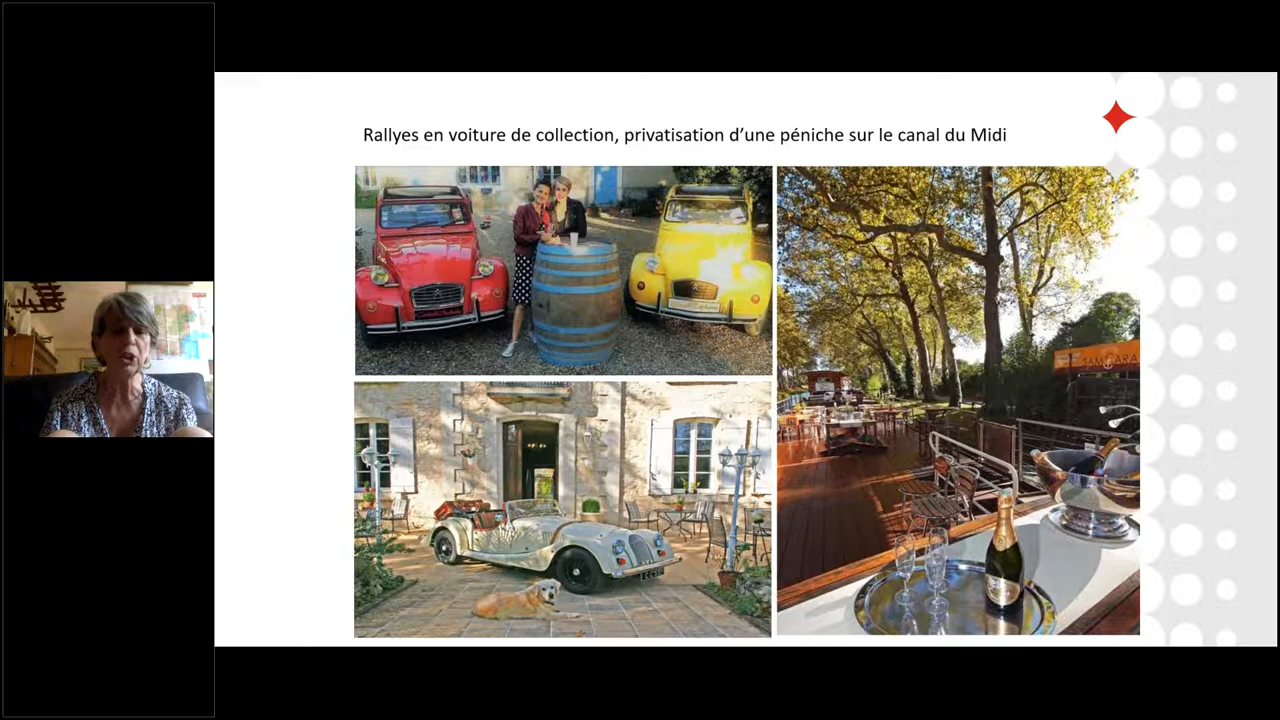 Rallyes en voiture de collection, privatisation d’une péniche sur le canal du Midi